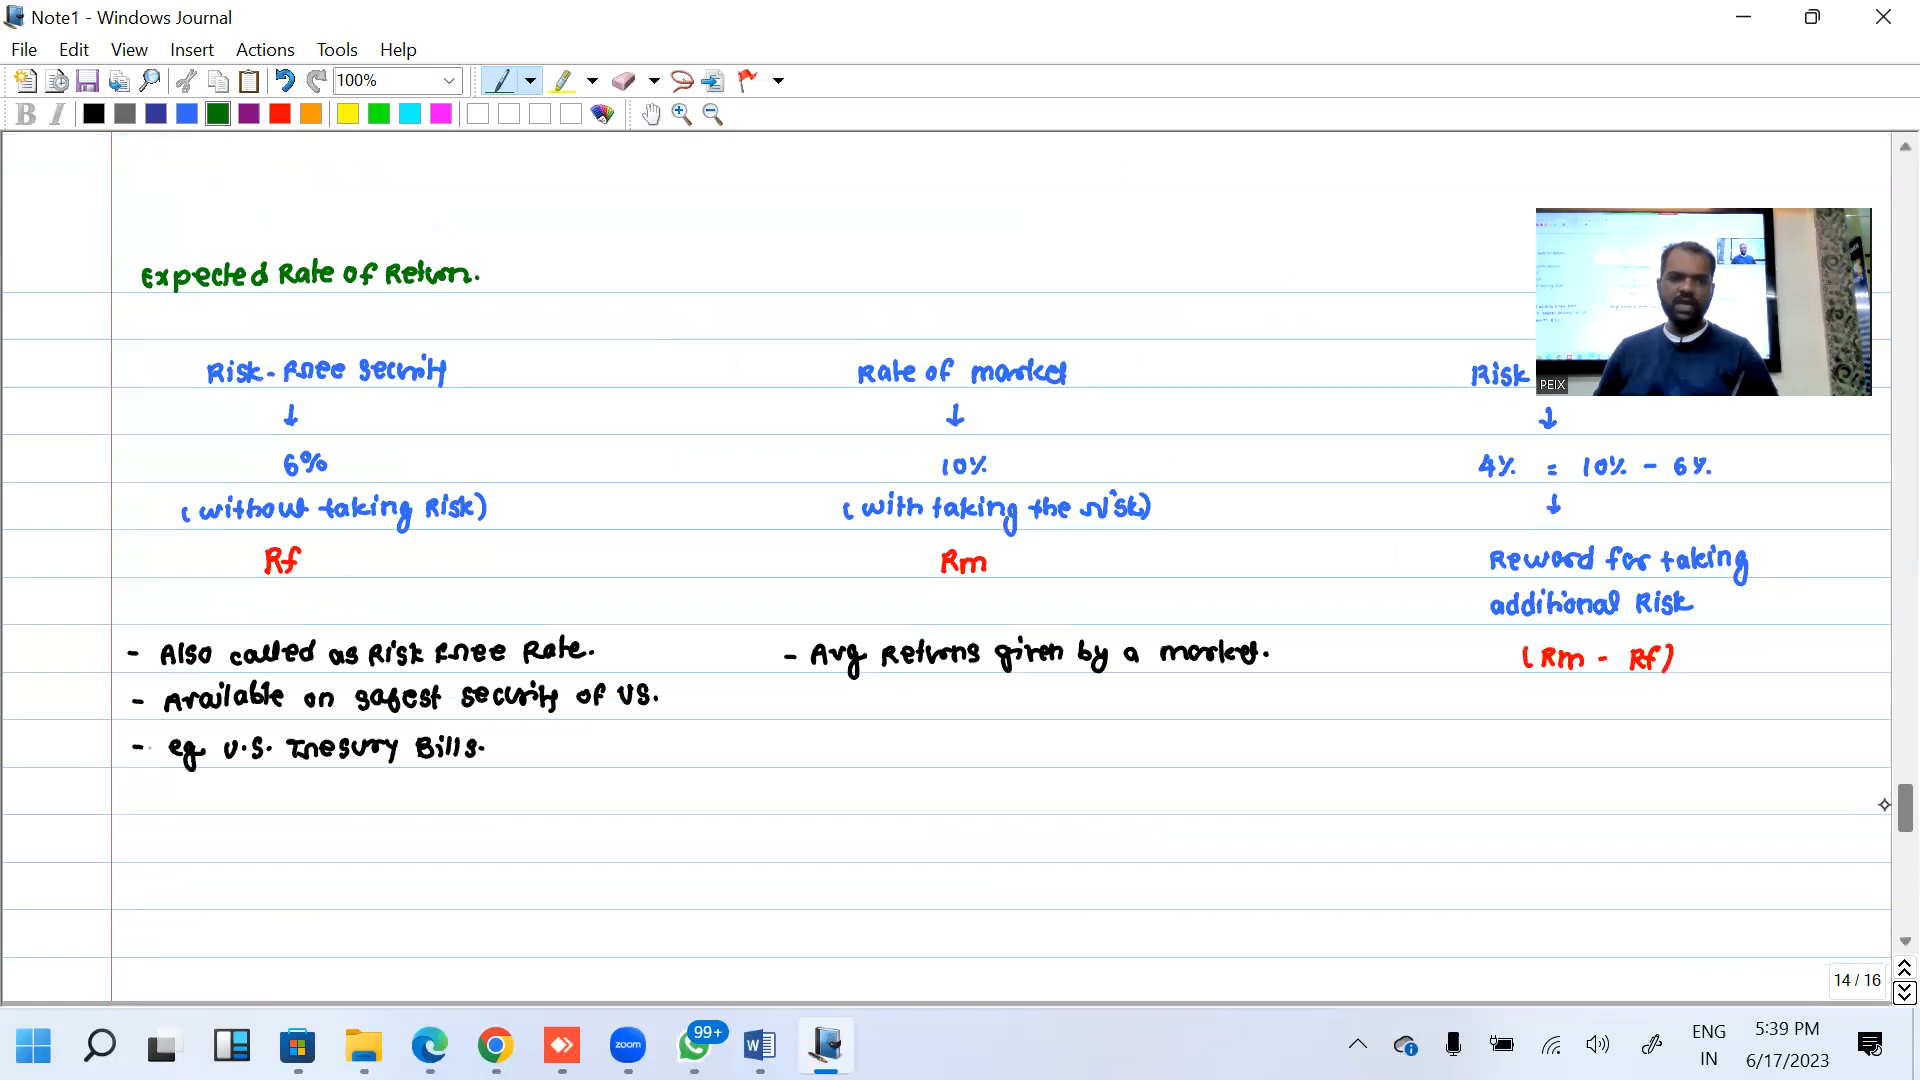 Note1 - Windows Journal
File Edit View Insert Actions Tools Help
100%
B I
Expected Rate of Return.
Risk-Free Security
Rate of market
Risk
PEIX
6%
10%
4% = 10% - 6%
(without taking Risk)
(with taking the risk)
Rf
Rm
Reward for taking
additional Risk
(Rm - Rf)
- Also called as Risk Free Rate.
- Avg Returns given by a market.
- Available on safest security of US.
- eg U.S. Tresury Bills.
14 / 16
99+
zoom
ENG
IN
5:39 PM
6/17/2023